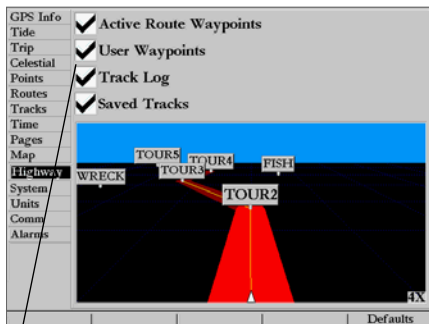 GPS Info
Tide
Trip
Celestial
Points
Routes
Tracks
Time
Pages
Map
Highway
System
Units
Comm
Alarms
Active Route Waypoints
User Waypoints
Track Log
Saved Tracks
TOUR5
TOUR4
FISH
WRECK
TOUR3
TOUR2
4X
Defaults